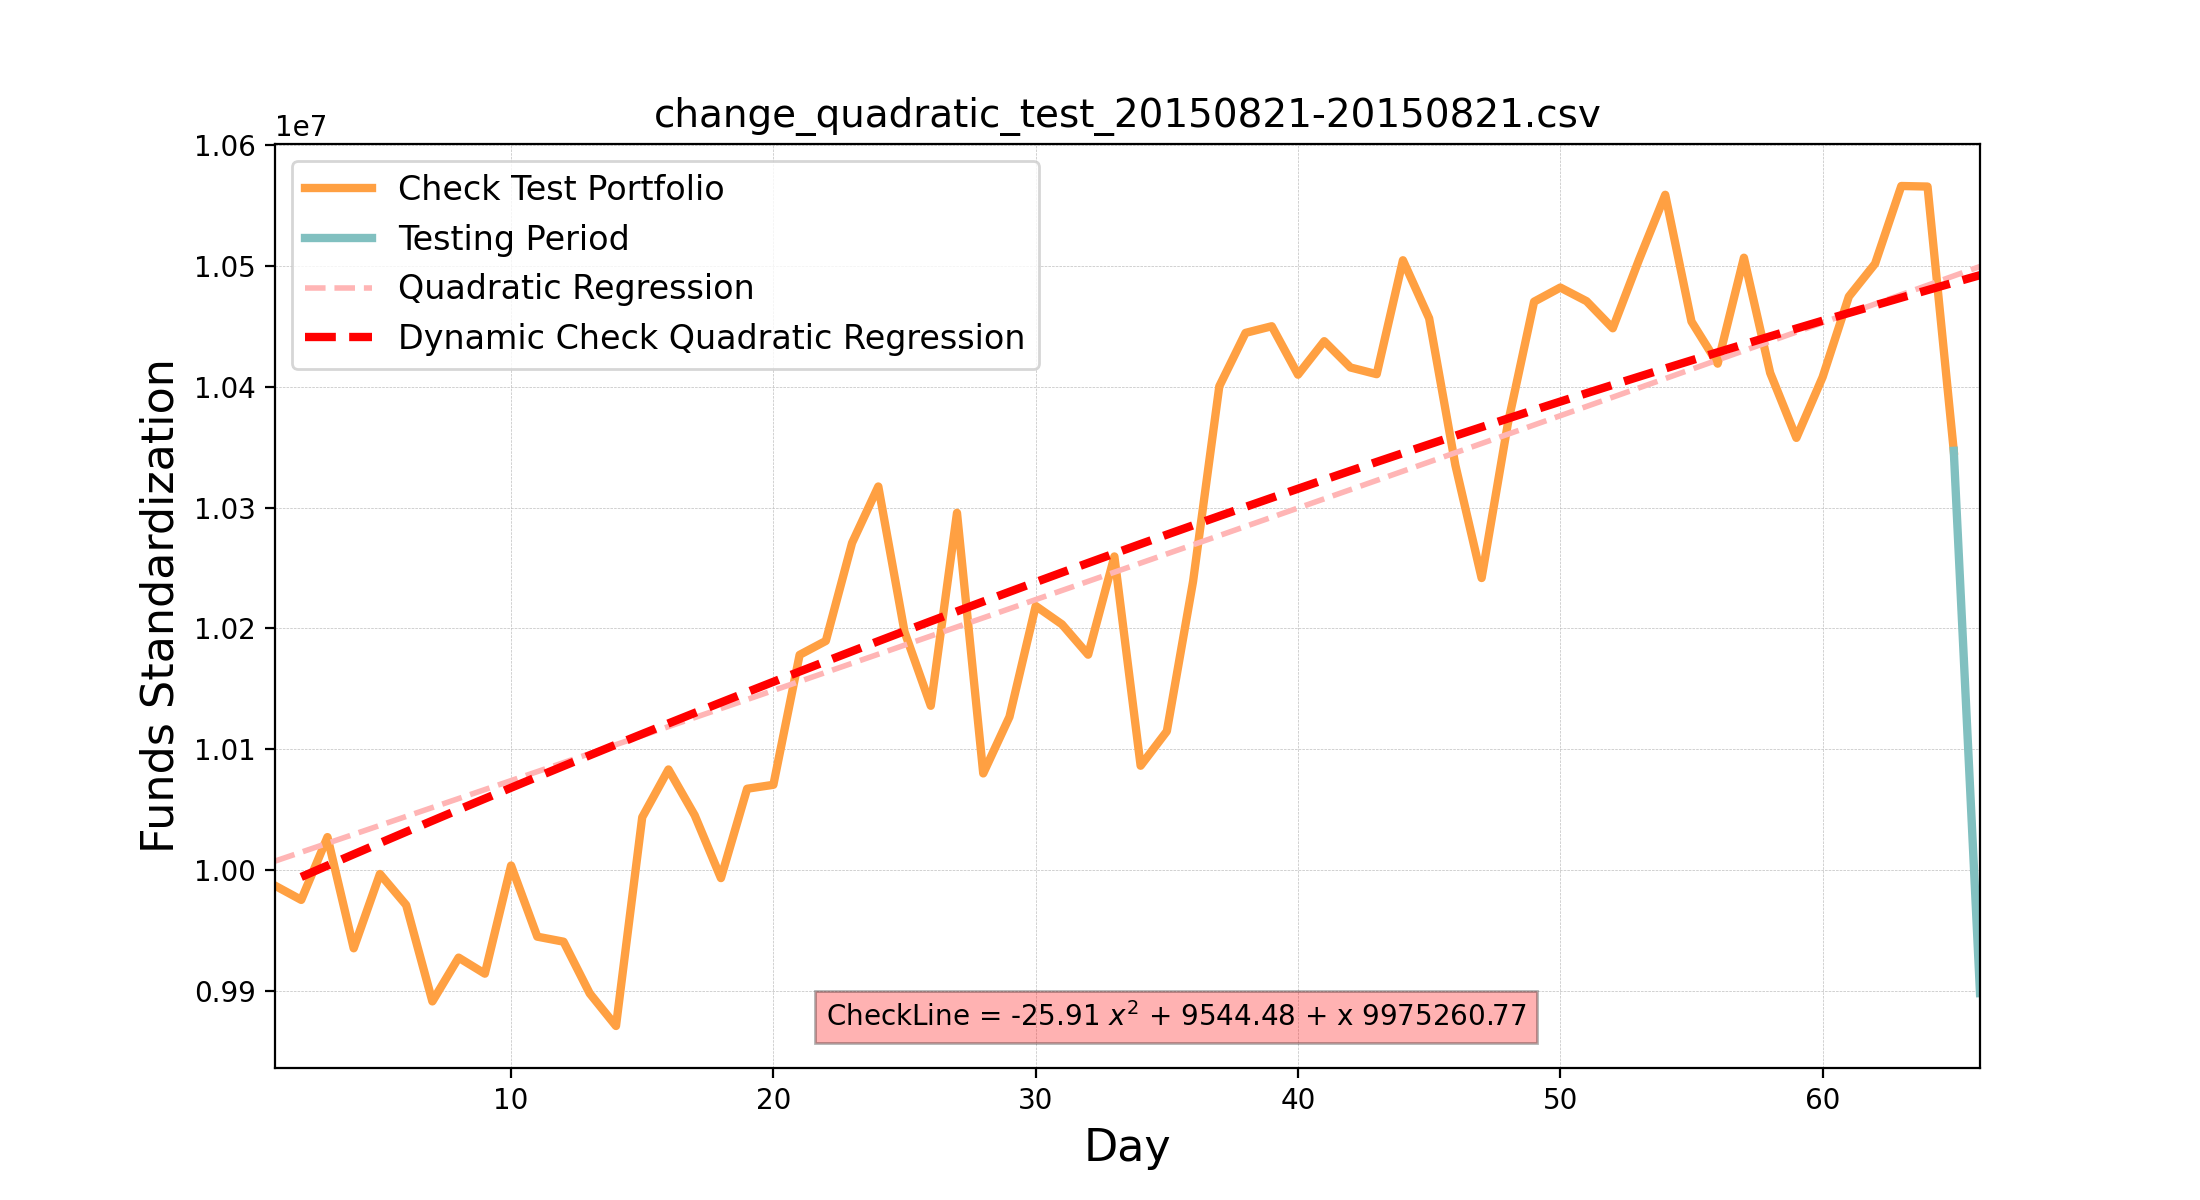 change_quadratic_test_20150821-20150821.csv
1e7
Check Test Portfolio
Testing Period
Quadratic Regression
Dynamic Check Quadratic Regression
1.06
1.05
1.04
1.03
1.02
1.01
1.00
0.99
Funds Standardization
CheckLine = -25.91 x² + 9544.48 + x 9975260.77
10 20 30 40 50 60
Day